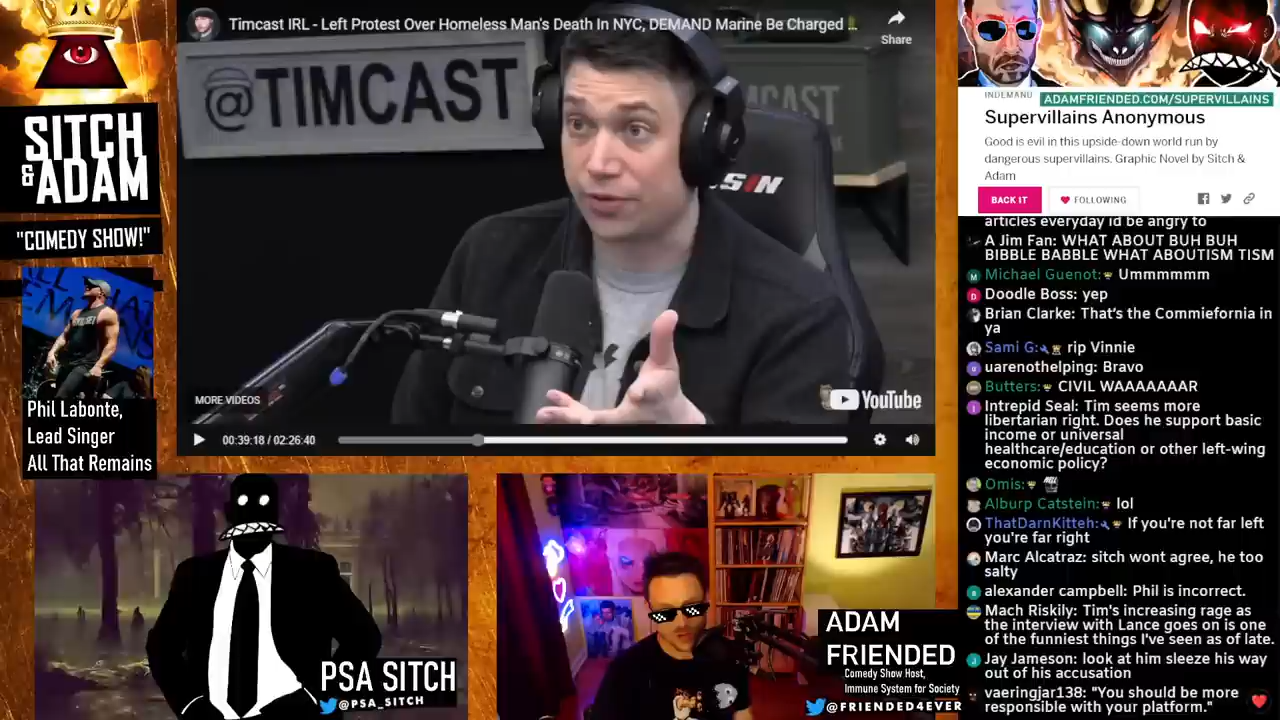 Timcast IRL - Left Protest Over Homeless Man's Death In NYC, DEMAND Marine Be Charged ...
Share
@TIMCAST
MORE VIDEOS
YouTube
00:39:18 / 02:26:40
SITCH
& ADAM
"COMEDY SHOW!"
Phil Labonte,
Lead Singer
All That Remains
PSA SITCH
@PSA_SITCH
ADAM
FRIENDED
Comedy Show Host,
Immune System for Society
@FRIENDED4EVER
ADAMFRIENDED.COM/SUPERVILLAINS
Supervillains Anonymous
Good is evil in this upside-down world run by
dangerous supervillains. Graphic Novel by Sitch &
Adam
BACK IT
FOLLOWING
articles everyday id be angry to
A Jim Fan: WHAT ABOUT BUH BUH
BIBBLE BABBLE WHAT ABOUTISM TISM
Michael Guenot: Ummmmmm
Doodle Boss: yep
Brian Clarke: That's the Commiefornia in
ya
Sami G: rip Vinnie
uarenothelping: Bravo
Butters: CIVIL WAAAAAAR
Intrepid Seal: Tim seems more
libertarian right. Does he support basic
income or universal
healthcare/education or other left-wing
economic policy?
Omis:
Alburp Catstein: lol
ThatDarnKitteh: If you're not far left
you're far right
Marc Alcatraz: sitch wont agree, he too
salty
alexander campbell: Phil is incorrect.
Mach Riskily: Tim's increasing rage as
the interview with Lance goes on is one
of the funniest things I've seen as of late.
Jay Jameson: look at him sleeze his way
out of his accusation
vaeringjar138: "You should be more
responsible with your platform."